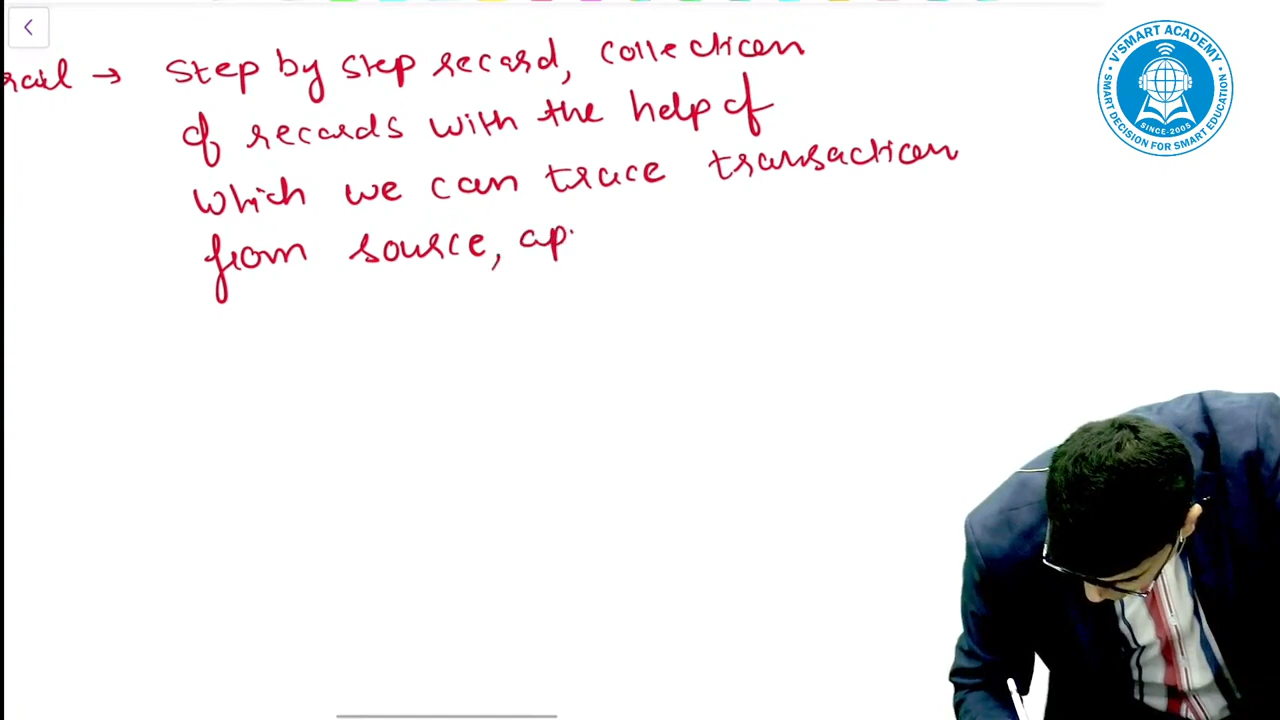 rail → step by step record, collection
of records with the help of
which we can trace transaction
from source, ap
V'SMART ACADEMY
SINCE-2005
SMART DECISION FOR SMART EDUCATION